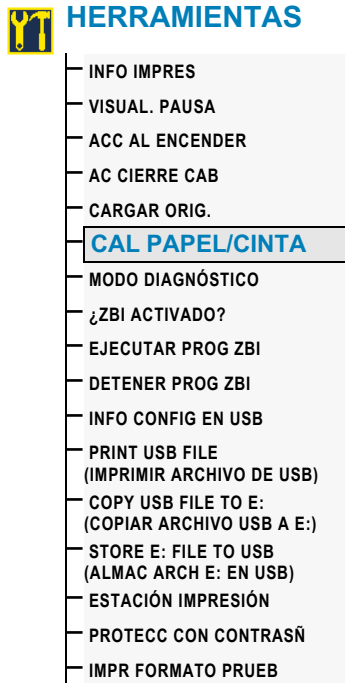 HERRAMIENTAS
INFO IMPRES
VISUAL. PAUSA
ACC AL ENCENDER
AC CIERRE CAB
CARGAR ORIG.
CAL PAPEL/CINTA
MODO DIAGNÓSTICO
¿ZBI ACTIVADO?
EJECUTAR PROG ZBI
DETENER PROG ZBI
INFO CONFIG EN USB
PRINT USB FILE
(IMPRIMIR ARCHIVO DE USB)
COPY USB FILE TO E:
(COPIAR ARCHIVO USB A E:)
STORE E: FILE TO USB
(ALMAC ARCH E: EN USB)
ESTACIÓN IMPRESIÓN
PROTECC CON CONTRASÑ
IMPR FORMATO PRUEB